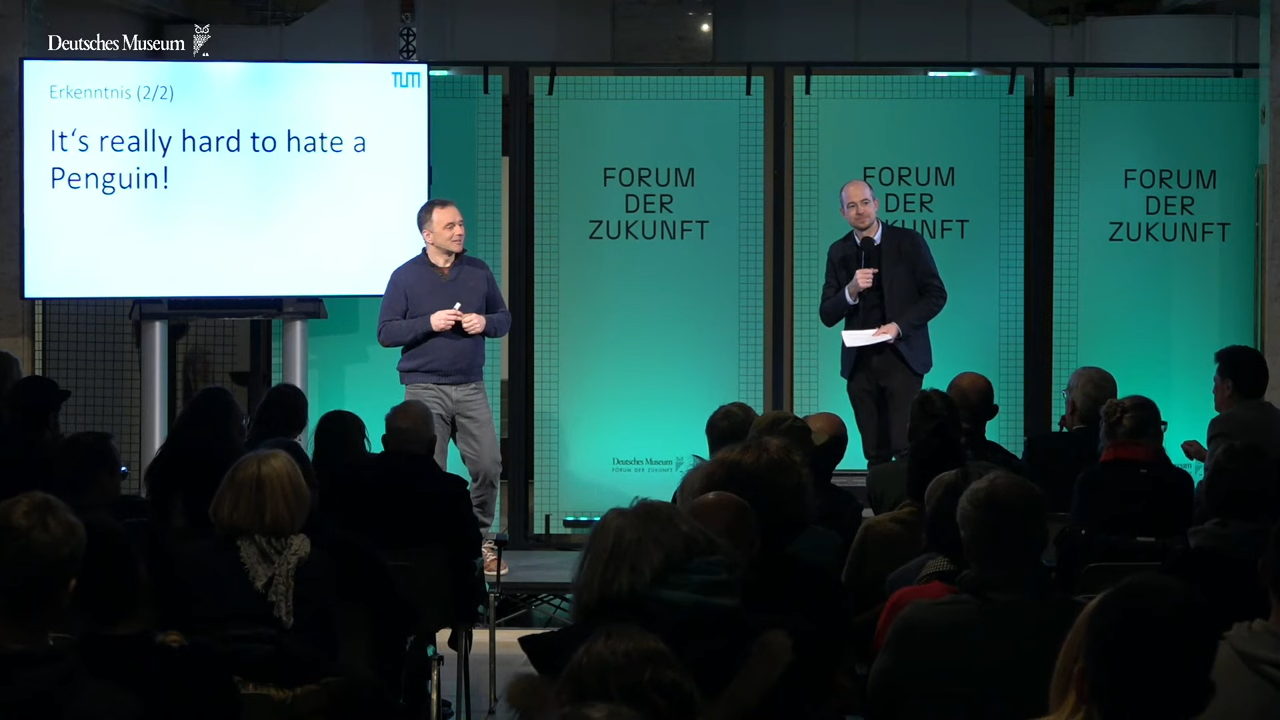 Deutsches Museum
TUM
Erkenntnis (2/2)
It‘s really hard to hate a
Penguin!
FORUM
DER
ZUKUNFT
FORUM
DER
ZUKUNFT
FORUM
DER
ZUKUNFT
Deutsches Museum
FORUM DER ZUKUNFT